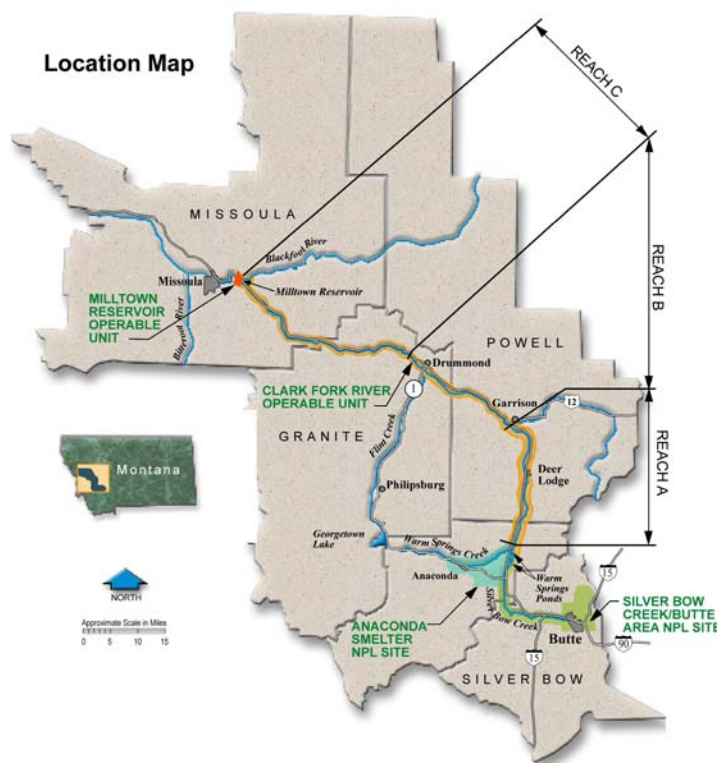 Location Map
REACH C
REACH B
REACH A
MISSOULA
Blackfoot River
Missoula
Milltown Reservoir
MILLTOWN
RESERVOIR
OPERABLE
UNIT
Bitterroot River
POWELL
Drummond
CLARK FORK RIVER
OPERABLE UNIT
1
Garrison
12
GRANITE
Flint Creek
Deer
Lodge
Montana
Philipsburg
Georgetown
Lake
Warm Springs Creek
Anaconda
Warm
Springs
Ponds
NORTH
Approximate Scale in Miles
0 5 10 15
ANACONDA
SMELTER
NPL SITE
Silver Bow Creek
15
SILVER BOW
CREEK/BUTTE
AREA NPL SITE
Butte
90
15
SILVER BOW